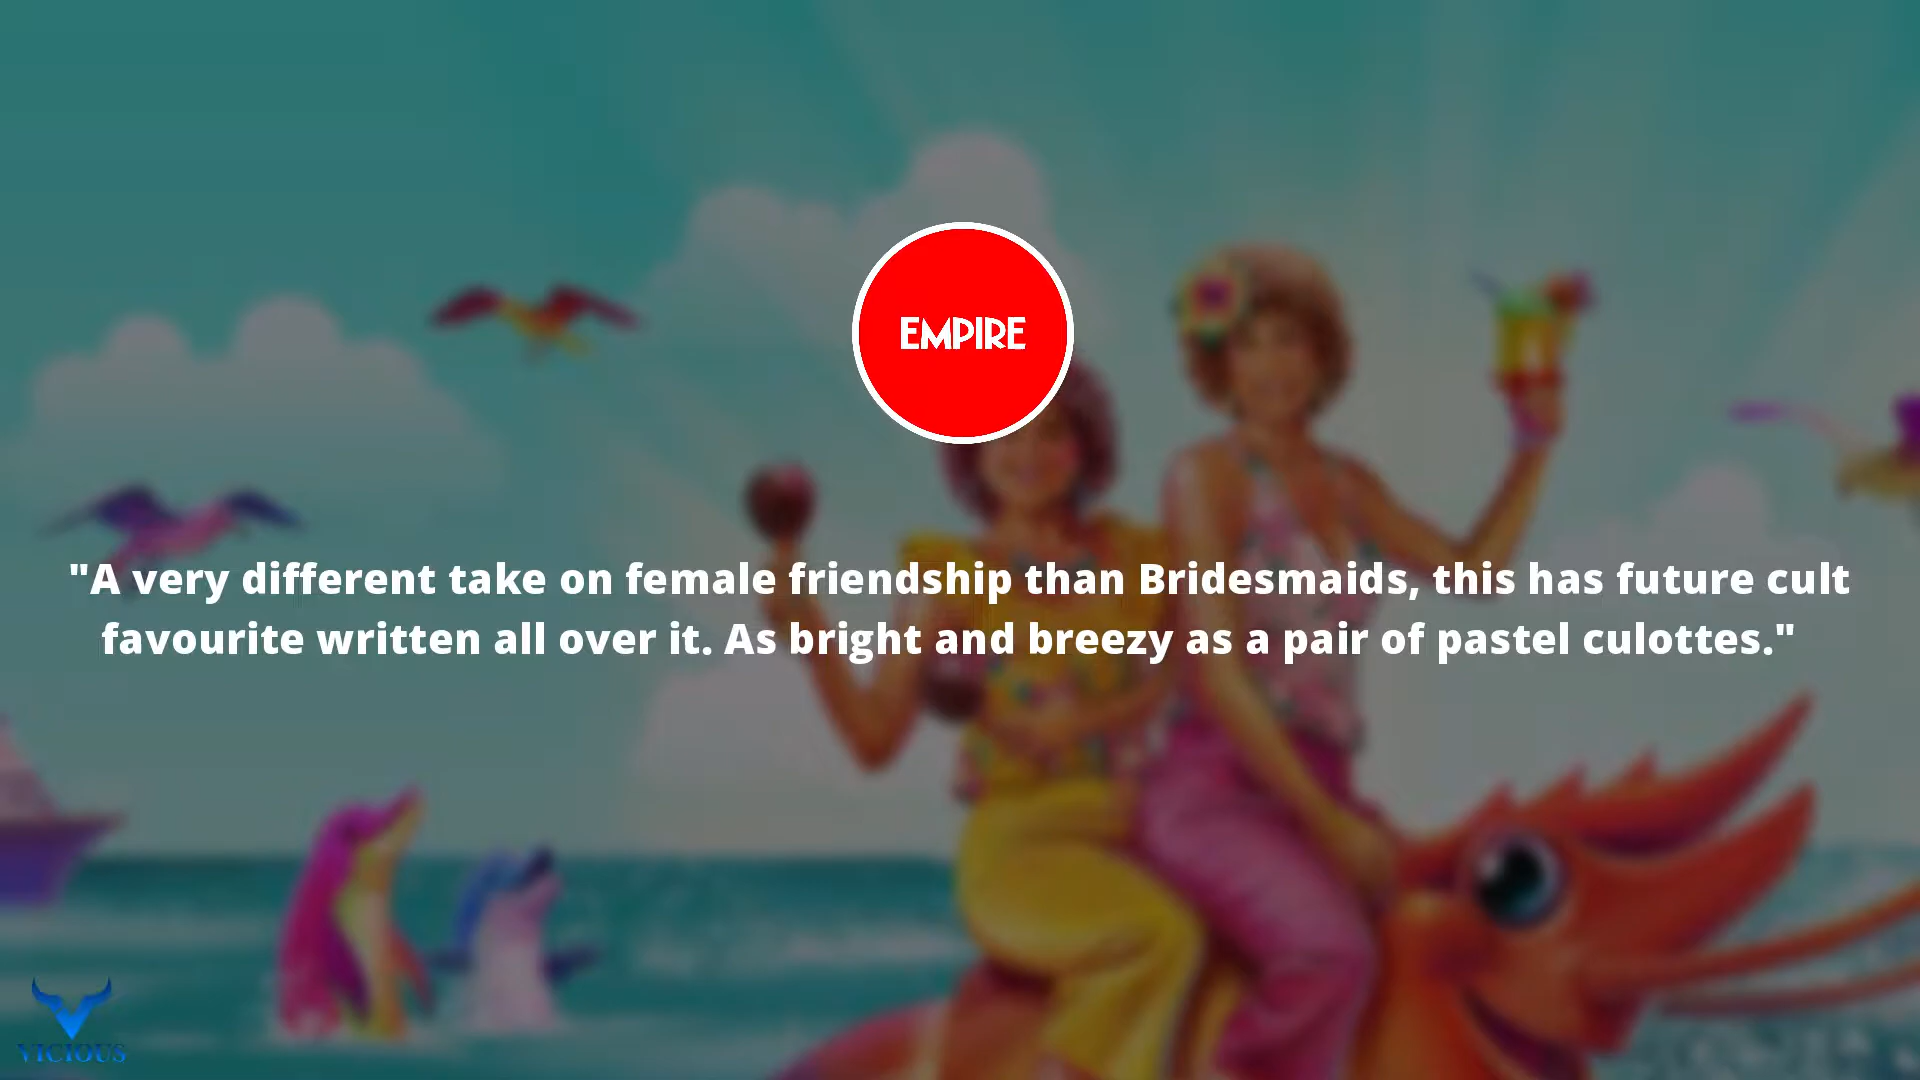 EMPIRE
"A very different take on female friendship than Bridesmaids, this has future cult
favourite written all over it. As bright and breezy as a pair of pastel culottes."
VICIOUS